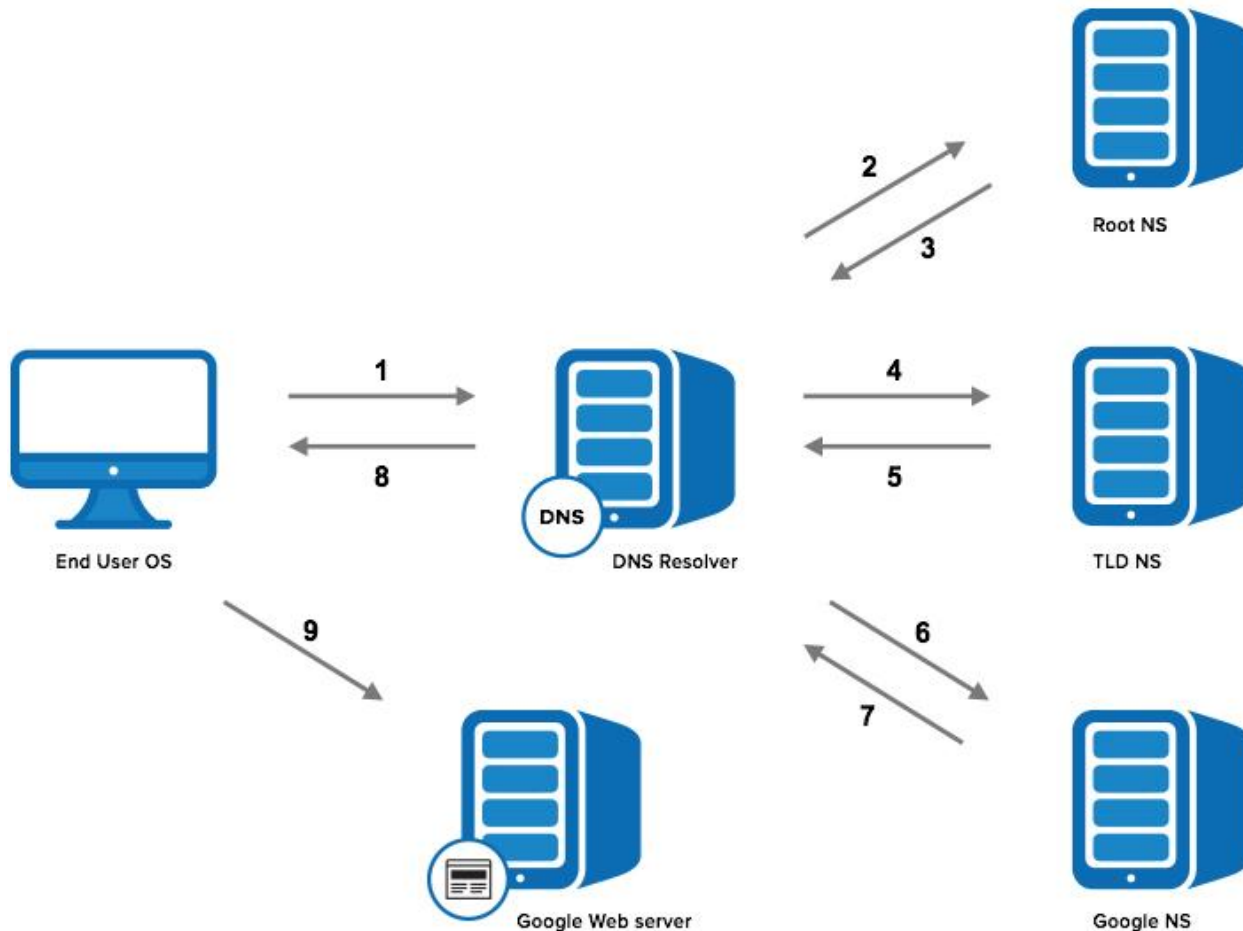 2
3
Root NS
1
8
DNS
4
5
End User OS
DNS Resolver
TLD NS
9
6
7
Google Web server
Google NS